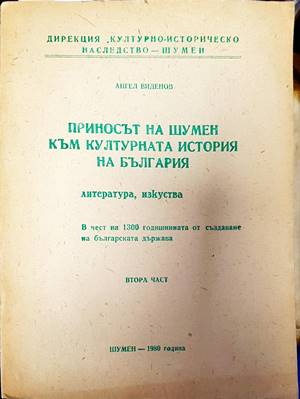 ДИРЕКЦИЯ „КУЛТУРНО-ИСТОРИЧЕСКО
НАСЛЕДСТВО — ШУМЕН
АНГЕЛ ВИДЕНОВ
ПРИНОСЪТ НА ШУМЕН
КЪМ КУЛТУРНАТА ИСТОРИЯ
НА БЪЛГАРИЯ
литература, изкуства
В чест на 1300 годишнината от създаване
на българската държава
ВТОРА ЧАСТ
ШУМЕН — 1980 година